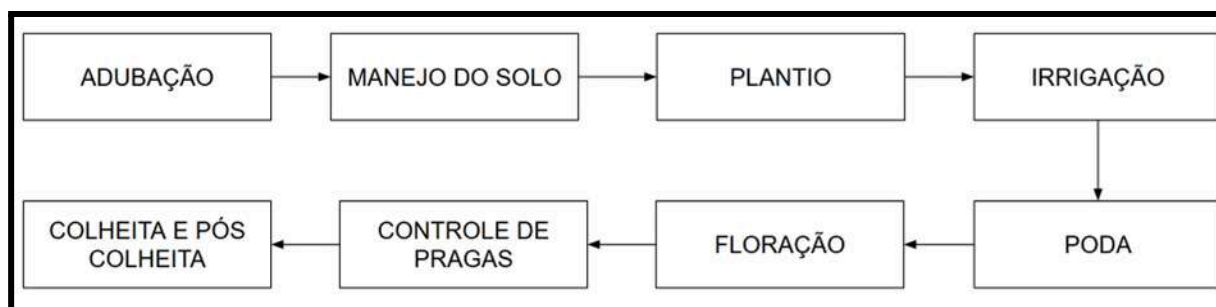 ADUBAÇÃO
MANEJO DO SOLO
PLANTIO
IRRIGAÇÃO
PODA
FLORAÇÃO
CONTROLE DE
PRAGAS
COLHEITA E PÓS
COLHEITA